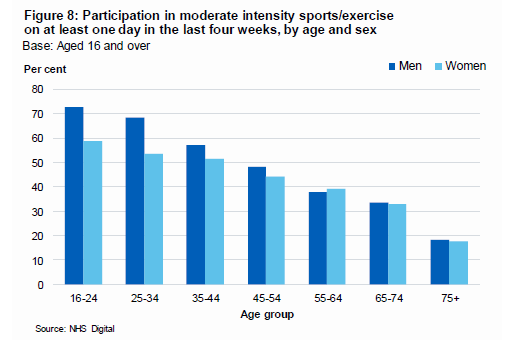 Figure 8: Participation in moderate intensity sports/exercise
on at least one day in the last four weeks, by age and sex
Base: Aged 16 and over
Per cent
Men
Women
80
70
60
50
40
30
20
10
0
16-24 25-34 35-44 45-54 55-64 65-74 75+
Age group
Source: NHS Digital